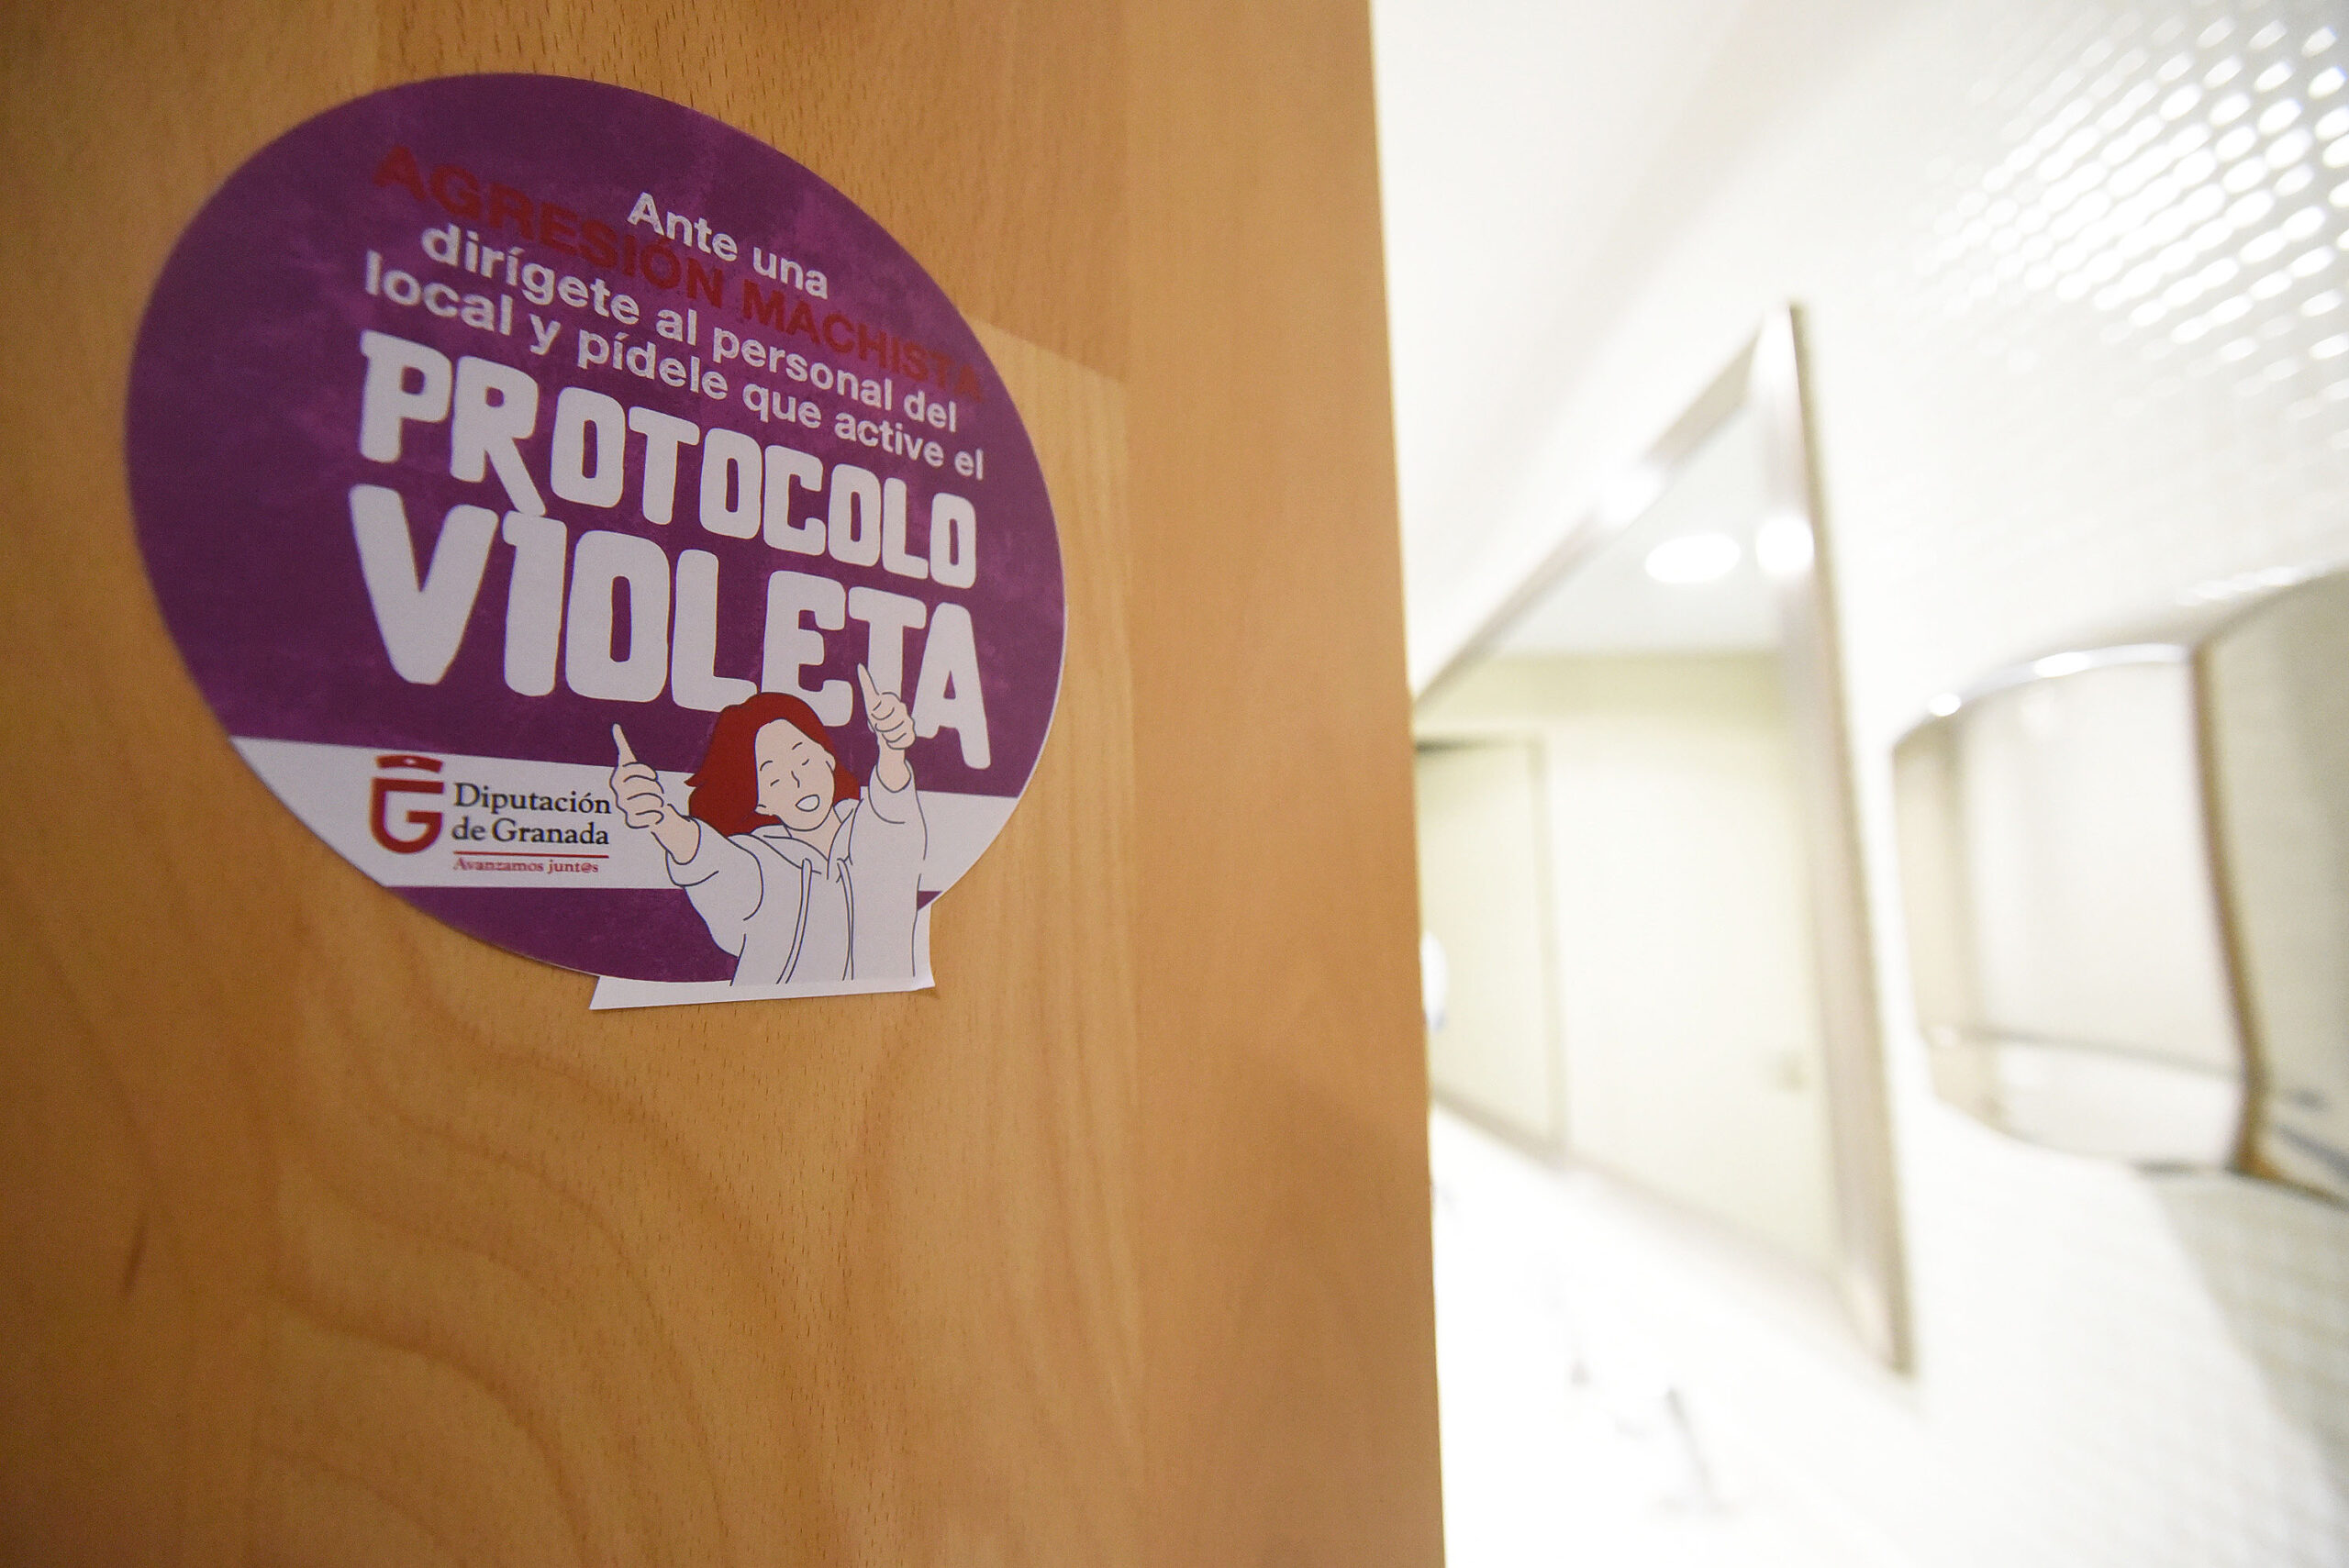 Ante una
AGRESIÓN MACHISTA
dirígete al personal del
local y pídele que active el
PROTOCOLO
VIOLETA
Diputación
de Granada
Avanzamos junt@s